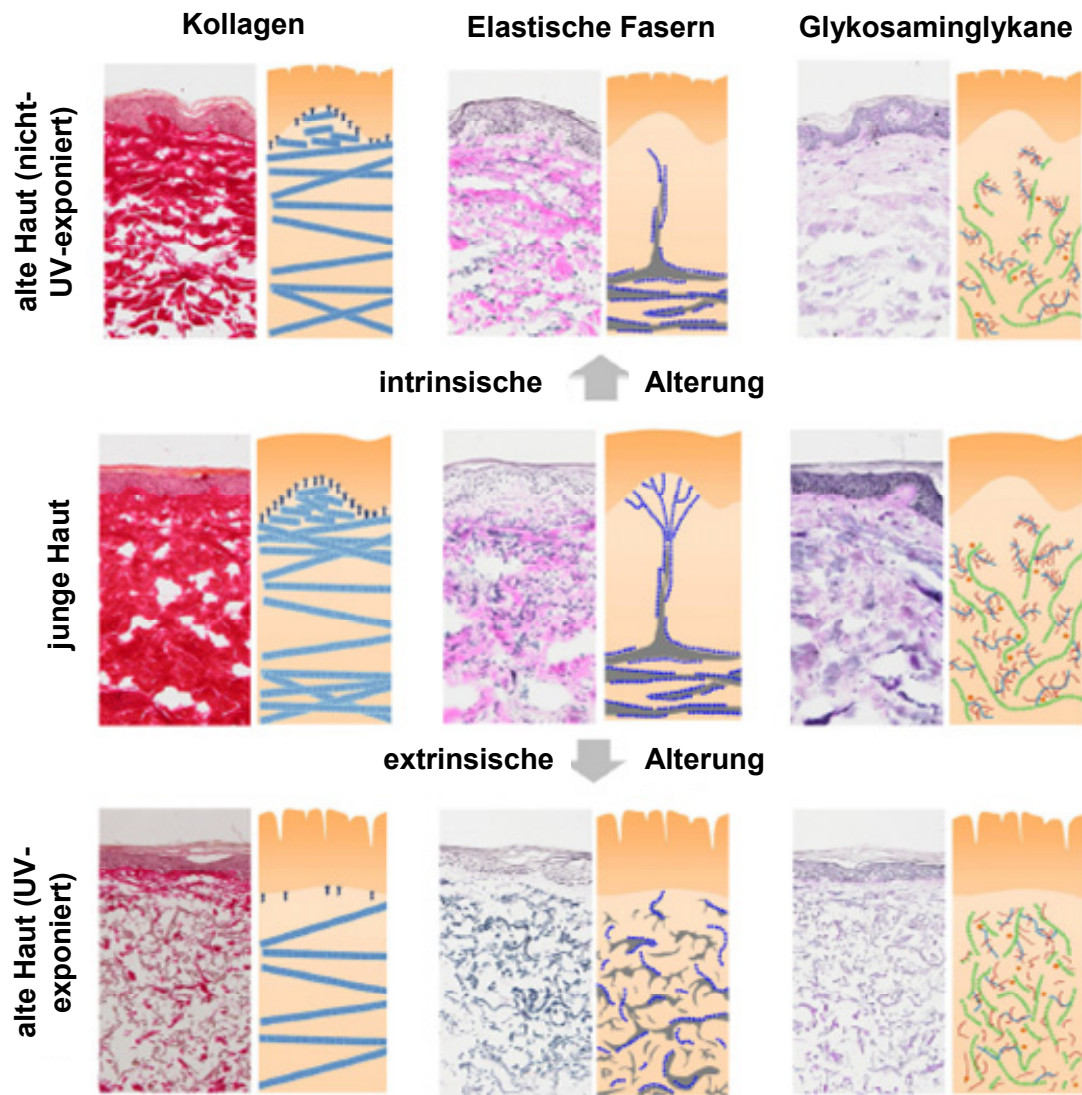 Kollagen
Elastische Fasern
Glykosaminglykane
alte Haut (nicht-
UV-exponiert)
intrinsische Alterung
junge Haut
extrinsische Alterung
alte Haut (UV-
exponiert)